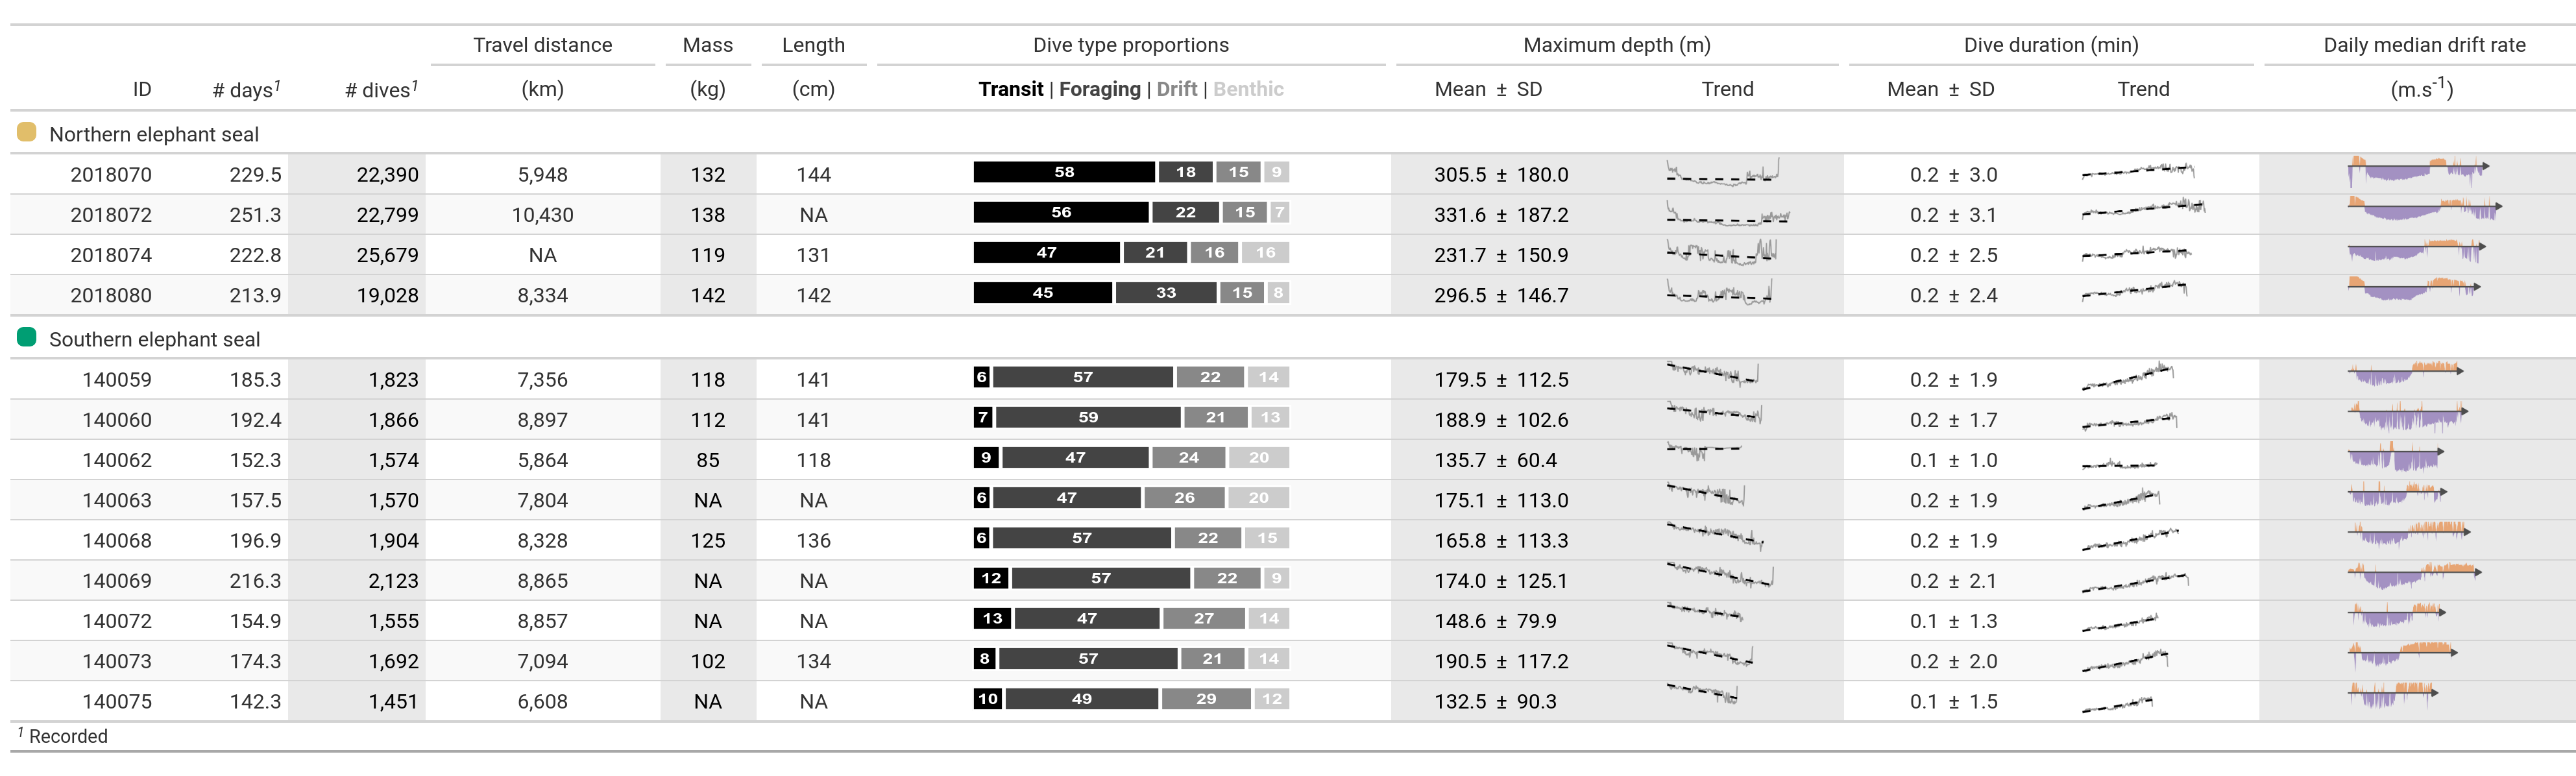 Travel distance Mass Length Dive type proportions Maximum depth (m) Dive duration (min) Daily median drift rate
ID # days1 # dives1 (km) (kg) (cm) Transit | Foraging | Drift | Benthic Mean ± SD Trend Mean ± SD Trend (m.s-1)
Northern elephant seal
2018070 229.5 22,390 5,948 132 144 58 18 15 9 305.5 ± 180.0 0.2 ± 3.0
2018072 251.3 22,799 10,430 138 NA 56 22 15 7 331.6 ± 187.2 0.2 ± 3.1
2018074 222.8 25,679 NA 119 131 47 21 16 16 231.7 ± 150.9 0.2 ± 2.5
2018080 213.9 19,028 8,334 142 142 45 33 15 8 296.5 ± 146.7 0.2 ± 2.4
Southern elephant seal
140059 185.3 1,823 7,356 118 141 6 57 22 14 179.5 ± 112.5 0.2 ± 1.9
140060 192.4 1,866 8,897 112 141 7 59 21 13 188.9 ± 102.6 0.2 ± 1.7
140062 152.3 1,574 5,864 85 118 9 47 24 20 135.7 ± 60.4 0.1 ± 1.0
140063 157.5 1,570 7,804 NA NA 6 47 26 20 175.1 ± 113.0 0.2 ± 1.9
140068 196.9 1,904 8,328 125 136 6 57 22 15 165.8 ± 113.3 0.2 ± 1.9
140069 216.3 2,123 8,865 NA NA 12 57 22 9 174.0 ± 125.1 0.2 ± 2.1
140072 154.9 1,555 8,857 NA NA 13 47 27 14 148.6 ± 79.9 0.1 ± 1.3
140073 174.3 1,692 7,094 102 134 8 57 21 14 190.5 ± 117.2 0.2 ± 2.0
140075 142.3 1,451 6,608 NA NA 10 49 29 12 132.5 ± 90.3 0.1 ± 1.5
1 Recorded